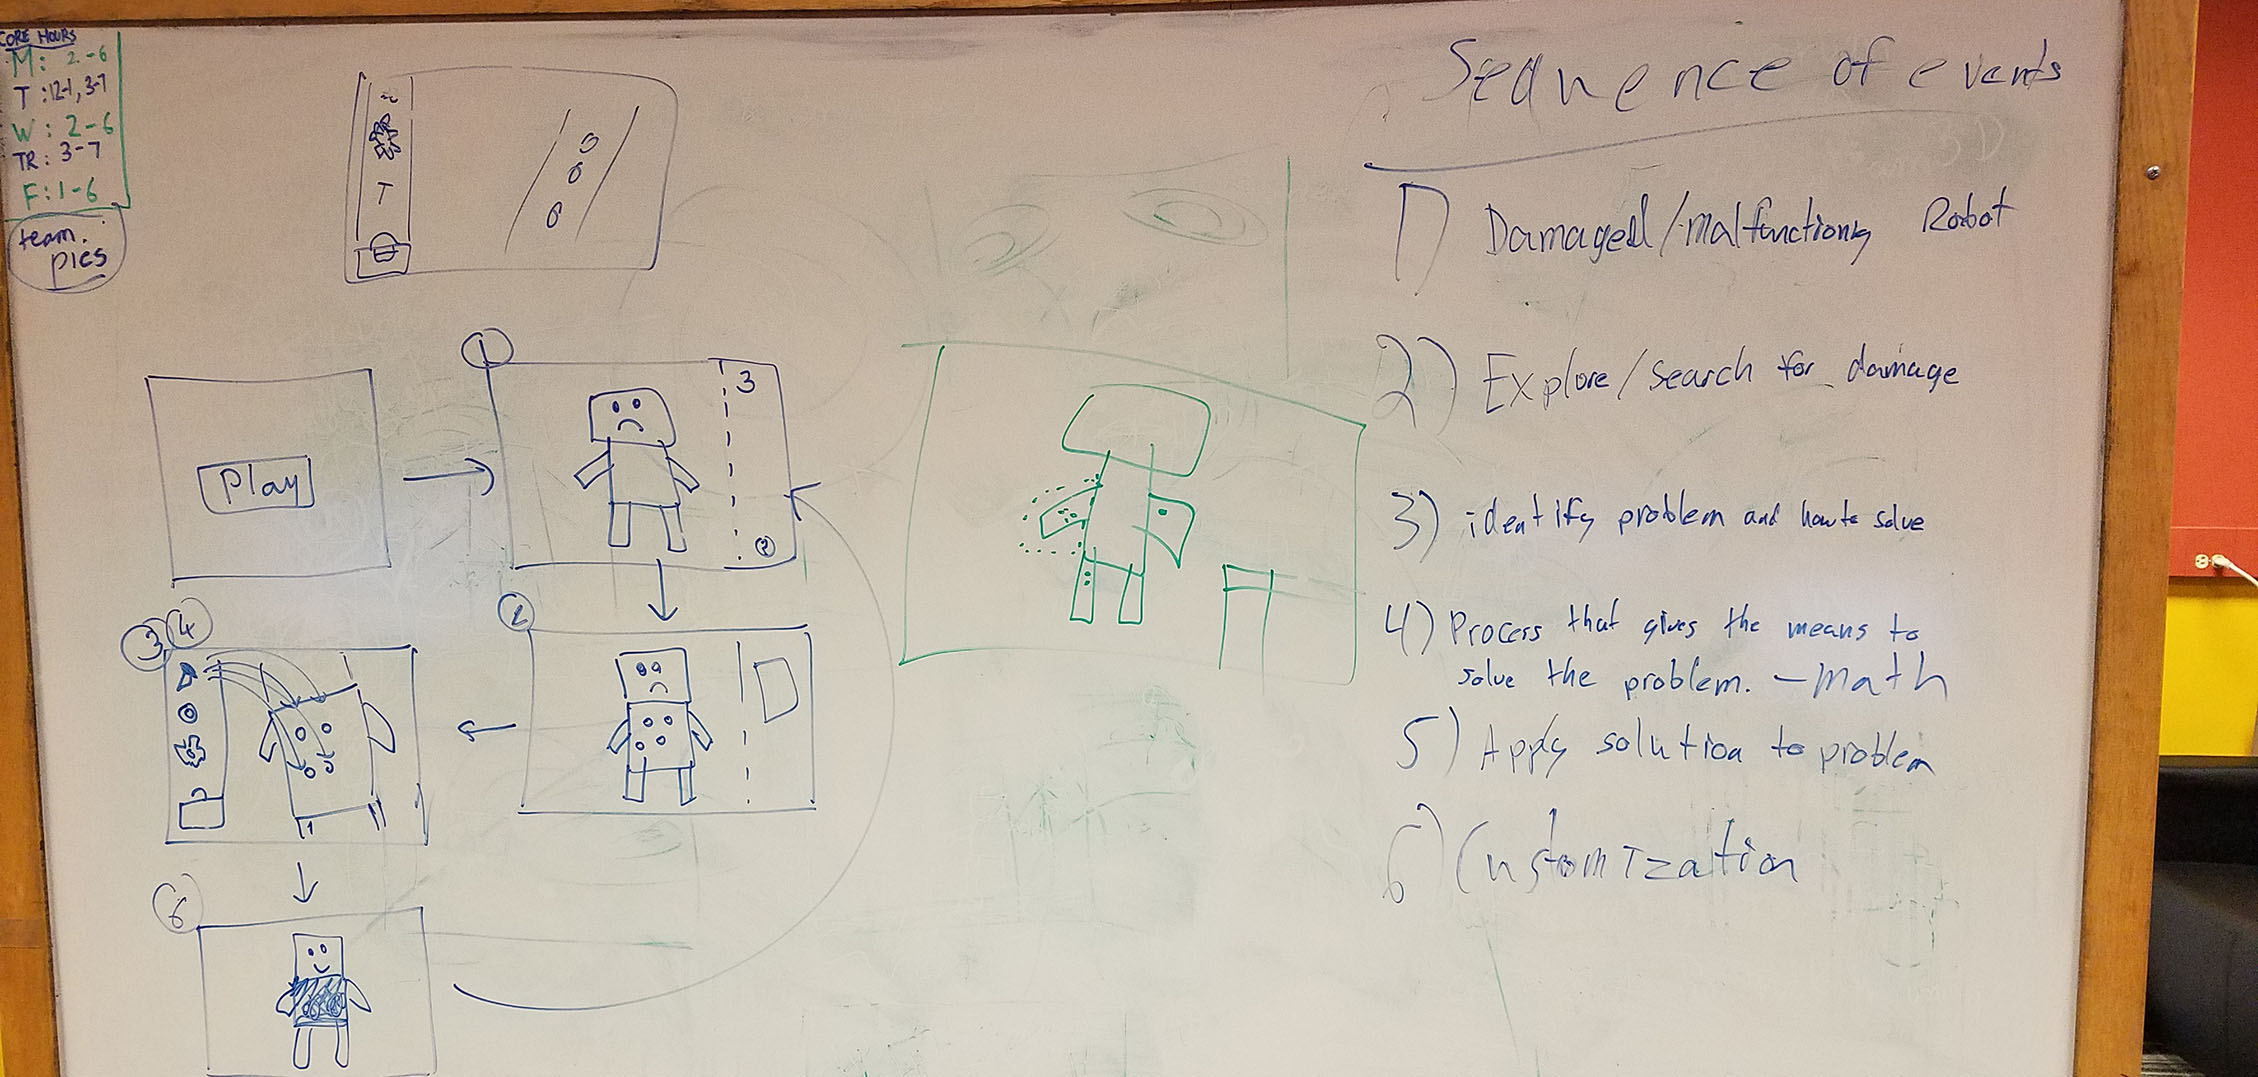 CORE HOURS
M: 2-6
T: 12-1, 3-7
W: 2-6
TR: 3-7
F: 1-6
team
pics
T
Play
1
3
2
3 4
6
Sequence of events
1) Damaged/malfunctioning Robot
2) Explore/search for damage
3) identify problem and how to solve
4) Process that gives the means to
solve the problem. - math
5) Apply solution to problem
6) Customization